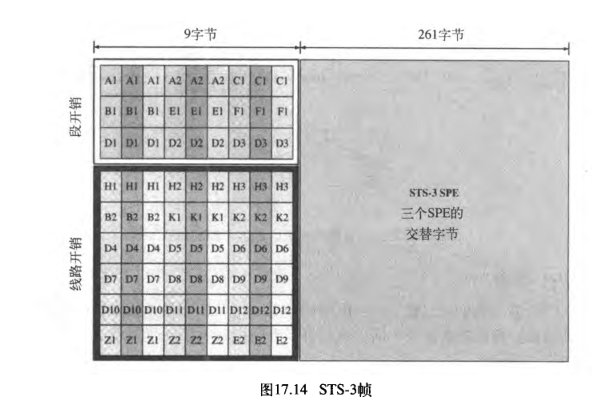 9字节 261字节
段开销
A1 A1 A1 A2 A2 A2 C1 C1 C1
B1 B1 B1 E1 E1 E1 F1 F1 F1
D1 D1 D1 D2 D2 D2 D3 D3 D3
线路开销
H1 H1 H1 H2 H2 H2 H3 H3 H3
B2 B2 B2 K1 K1 K1 K2 K2 K2
D4 D4 D4 D5 D5 D5 D6 D6 D6
D7 D7 D7 D8 D8 D8 D9 D9 D9
D10 D10 D10 D11 D11 D11 D12 D12 D12
Z1 Z1 Z1 Z2 Z2 Z2 E2 E2 E2
STS-3 SPE
三个SPE的
交替字节
图17.14 STS-3帧